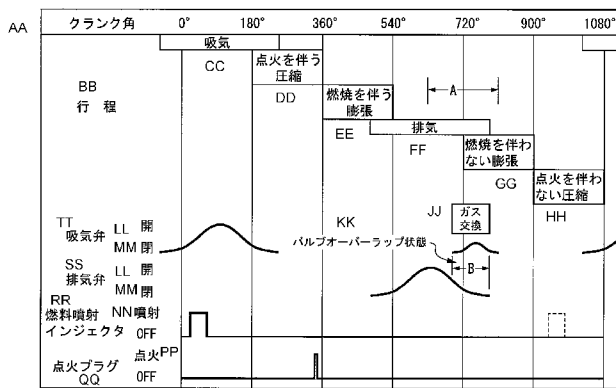 AA クランク角 0° 180° 360° 540° 720° 900° 1080°
吸気
CC 点火を伴う
圧縮
BB
行 程
DD 燃焼を伴う
膨張
A
EE 排気
FF 燃焼を伴わ
ない膨張
GG 点火を伴わ
ない圧縮
HH
TT
吸気弁
LL 開
MM 閉
KK
JJ ガス
交換
バルブオーバーラップ状態
B
SS
排気弁
LL 開
MM 閉
RR
燃料噴射
インジェクタ
NN 噴射
OFF
点火プラグ
QQ
点火 PP
OFF